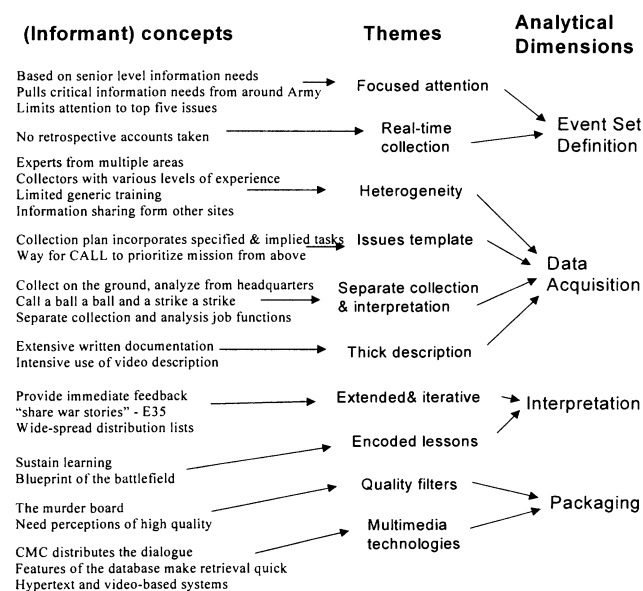 (Informant) concepts
Themes
Analytical
Dimensions
Based on senior level information needs
Pulls critical information needs from around Army
Limits attention to top five issues
Focused attention
No retrospective accounts taken
Real-time
collection
Event Set
Definition
Experts from multiple areas
Collectors with various levels of experience
Limited generic training
Information sharing form other sites
Heterogeneity
Collection plan incorporates specified & implied tasks
Way for CALL to prioritize mission from above
Issues template
Collect on the ground, analyze from headquarters
Call a ball a ball and a strike a strike
Separate collection and analysis job functions
Separate collection
& interpretation
Data
Acquisition
Extensive written documentation
Intensive use of video description
Thick description
Provide immediate feedback
“share war stories” - E35
Wide-spread distribution lists
Extended& iterative
Interpretation
Sustain learning
Blueprint of the battlefield
Encoded lessons
The murder board
Need perceptions of high quality
Quality filters
Packaging
CMC distributes the dialogue
Features of the database make retrieval quick
Hypertext and video-based systems
Multimedia
technologies